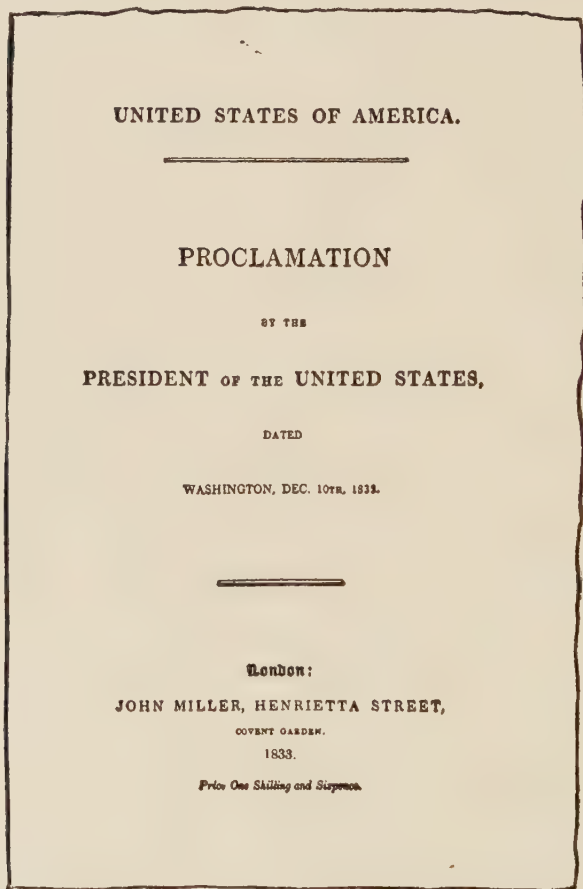 UNITED STATES OF AMERICA.
PROCLAMATION
BY THE
PRESIDENT OF THE UNITED STATES,
DATED
WASHINGTON, DEC. 10TH, 1832.
London:
JOHN MILLER, HENRIETTA STREET,
COVENT GARDEN.
1833.
Price One Shilling and Sixpence.